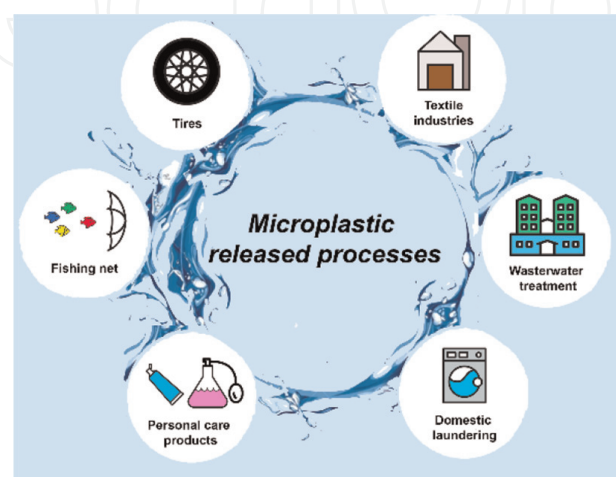 Tires
Textile
industries
Fishing net
Microplastic
released processes
Wasterwater
treatment
Personal care
products
Domestic
laundering